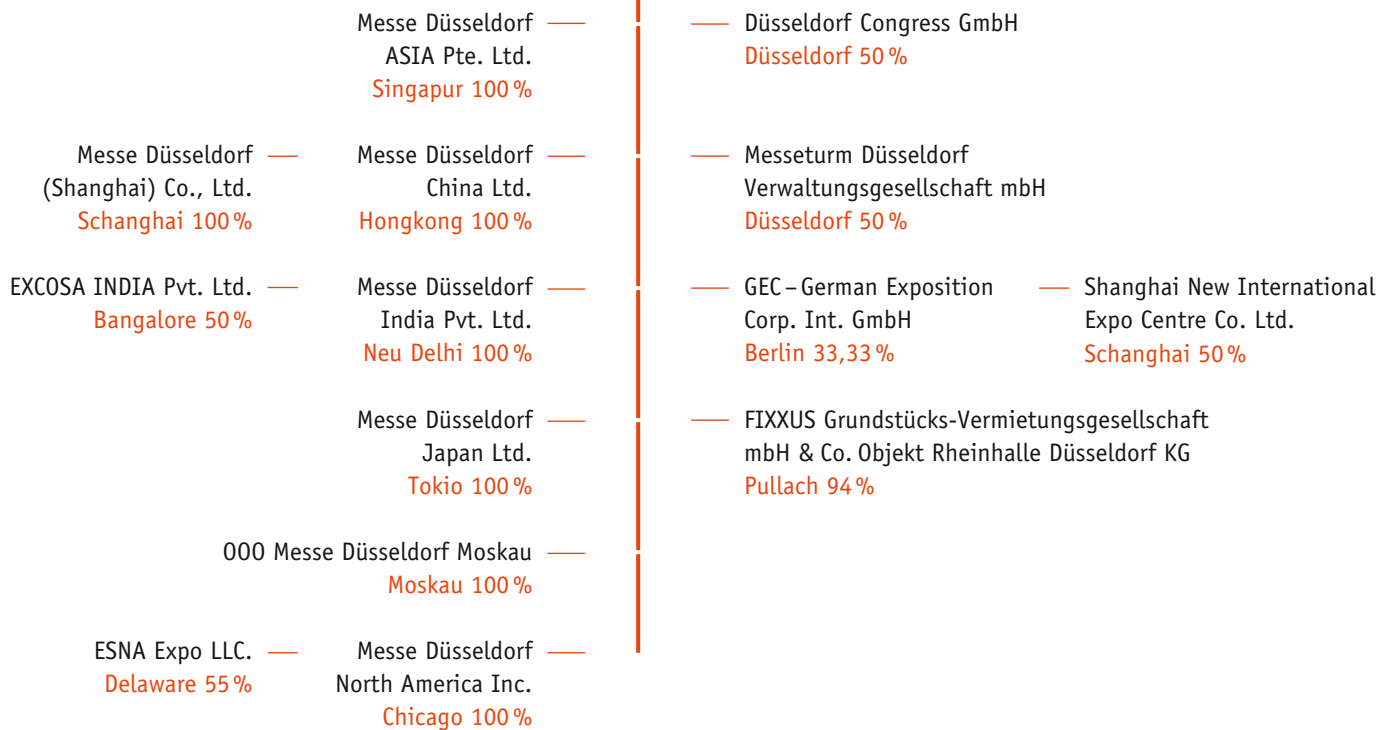 Messe Düsseldorf
ASIA Pte. Ltd.
Singapur 100 %
Düsseldorf Congress GmbH
Düsseldorf 50 %
Messe Düsseldorf
(Shanghai) Co., Ltd.
Schanghai 100 %
Messe Düsseldorf
China Ltd.
Hongkong 100 %
Messeturm Düsseldorf
Verwaltungsgesellschaft mbH
Düsseldorf 50 %
EXCOSA INDIA Pvt. Ltd.
Bangalore 50 %
Messe Düsseldorf
India Pvt. Ltd.
Neu Delhi 100 %
GEC – German Exposition
Corp. Int. GmbH
Berlin 33,33 %
Shanghai New International
Expo Centre Co. Ltd.
Schanghai 50 %
Messe Düsseldorf
Japan Ltd.
Tokio 100 %
FIXXUS Grundstücks-Vermietungsgesellschaft
mbH & Co. Objekt Rheinhalle Düsseldorf KG
Pullach 94 %
OOO Messe Düsseldorf Moskau
Moskau 100 %
ESNA Expo LLC.
Delaware 55 %
Messe Düsseldorf
North America Inc.
Chicago 100 %